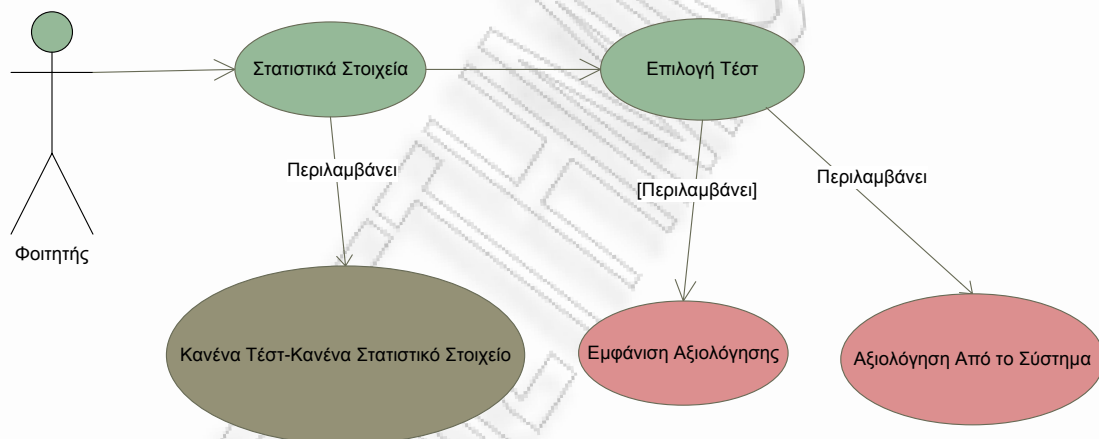 Στατιστικά Στοιχεία
Επιλογή Τέστ
Περιλαμβάνει
[Περιλαμβάνει]
Περιλαμβάνει
Φοιτητής
Κανένα Τέστ-Κανένα Στατιστικό Στοιχείο
Εμφάνιση Αξιολόγησης
Αξιολόγηση Από το Σύστημα